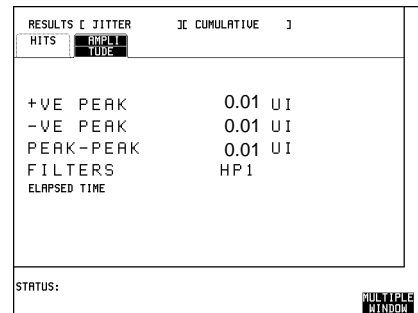 RESULTS [ JITTER ][ CUMULATIVE ]
HITS AMPLI
TUDE
+VE PEAK 0.01 UI
-VE PEAK 0.01 UI
PEAK-PEAK 0.01 UI
FILTERS HP1
ELAPSED TIME
STATUS:
MULTIPLE
WINDOW